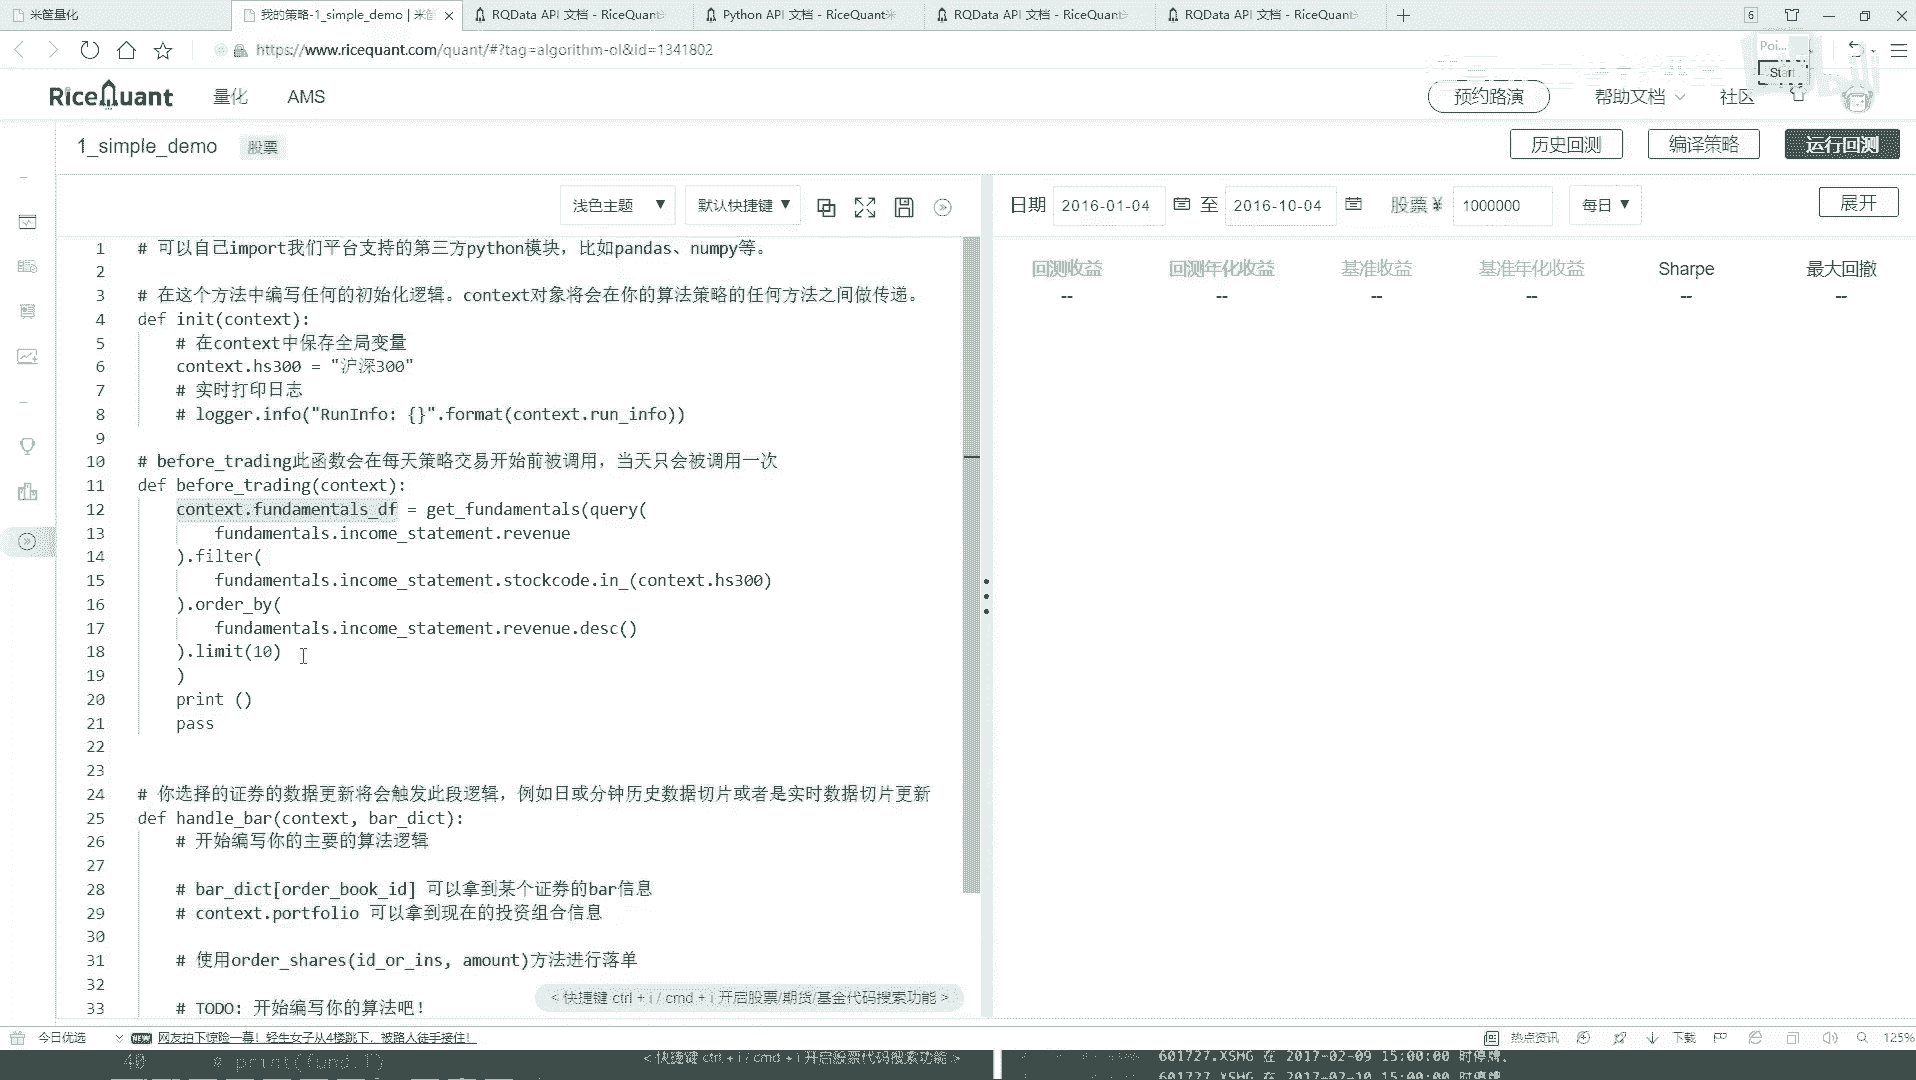 米筐量化
我的策略-1_simple_demo | 米筐
RQData API 文档 - RiceQuant
Python API 文档 - RiceQuant米
RQData API 文档 - RiceQuant
RQData API 文档 - RiceQuant
6
https://www.ricequant.com/quant/#?tag=algorithm-ol&id=1341802
Poi...
Start
RiceQuant
量化
AMS
预约路演
帮助文档
社区
1_simple_demo
股票
历史回测
编译策略
运行回测
浅色主题
默认快捷键
日期 2016-01-04 至 2016-10-04
股票 ¥ 1000000
每日
展开
回测收益 回测年化收益 基准收益 基准年化收益 Sharpe 最大回撤
-- -- -- -- -- --
1 # 可以自己import我们平台支持的第三方python模块，比如pandas、numpy等。
2
3 # 在这个方法中编写任何的初始化逻辑。context对象将会在你的算法策略的任何方法之间做传递。
4 def init(context):
5 # 在context中保存全局变量
6 context.hs300 = "沪深300"
7 # 实时打印日志
8 # logger.info("RunInfo: {}".format(context.run_info))
9
10 # before_trading此函数会在每天策略交易开始前被调用，当天只会被调用一次
11 def before_trading(context):
12 context.fundamentals_df = get_fundamentals(query(
13 fundamentals.income_statement.revenue
14 ).filter(
15 fundamentals.income_statement.stockcode.in_(context.hs300)
16 ).order_by(
17 fundamentals.income_statement.revenue.desc()
18 ).limit(10)
19 )
20 print ()
21 pass
22
23
24 # 你选择的证券的数据更新将会触发此段逻辑，例如日或分钟历史数据切片或者是实时数据切片更新
25 def handle_bar(context, bar_dict):
26 # 开始编写你的主要的算法逻辑
27
28 # bar_dict[order_book_id] 可以拿到某个证券的bar信息
29 # context.portfolio 可以拿到现在的投资组合信息
30
31 # 使用order_shares(id_or_ins, amount)方法进行落单
32
33 # TODO: 开始编写你的算法吧！
< 快捷键 ctrl + i / cmd + i 开启股票/期货/基金代码搜索功能 >
今日优选
NEW 网友拍下惊险一幕！轻生女子从4楼跳下，被路人徒手接住！
热点资讯
下载
125%
40 # print(fund.T)
< 快捷键 ctrl + i / cmd + i 开启股票代码搜索功能 >
601727.XSHG 在 2017-02-09 15:00:00 时停牌.
601727.XSHG 在 2017-02-10 15:00:00 时停牌.